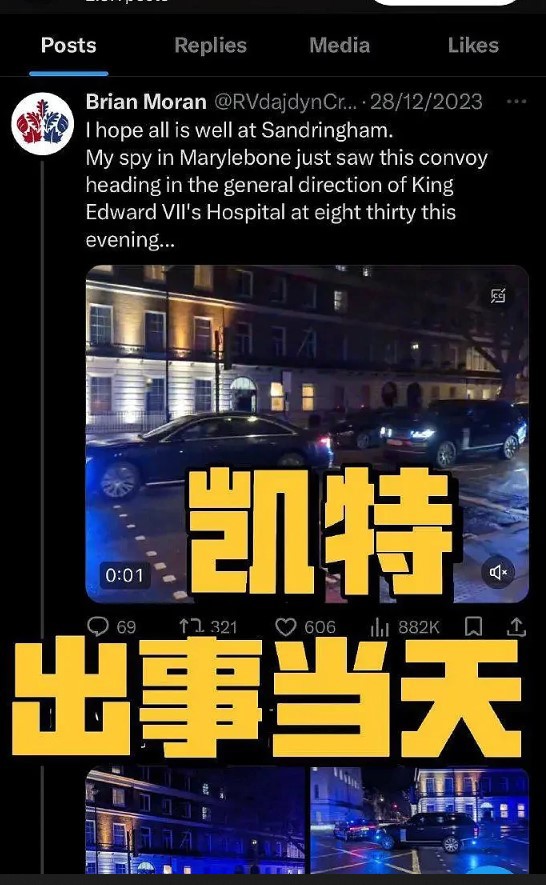 Posts Replies Media Likes
Brian Moran @RVdajdynCr... · 28/12/2023 ...
I hope all is well at Sandringham.
My spy in Marylebone just saw this convoy
heading in the general direction of King
Edward VII's Hospital at eight thirty this
evening...
CC
凯特
0:01
69 321 606 882K
出事当天